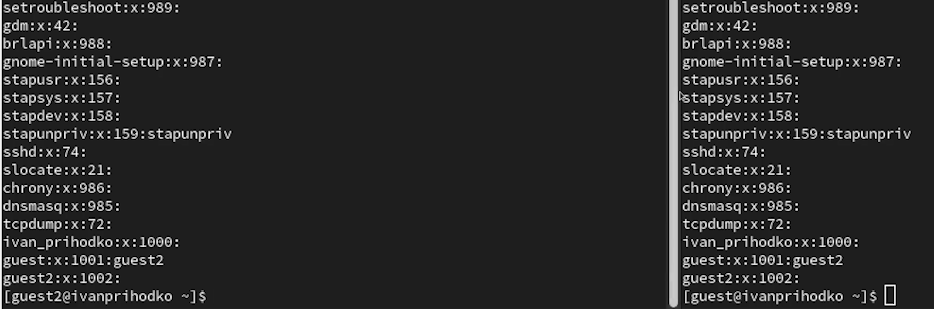 setroubleshoot:x:989:
gdm:x:42:
brlapi:x:988:
gnome-initial-setup:x:987:
stapusr:x:156:
stapsys:x:157:
stapdev:x:158:
stapunpriv:x:159:stapunpriv
sshd:x:74:
slocate:x:21:
chrony:x:986:
dnsmasq:x:985:
tcpdump:x:72:
ivan_prihodko:x:1000:
guest:x:1001:guest2
guest2:x:1002:
[guest2@ivanprihodko ~]$
setroubleshoot:x:989:
gdm:x:42:
brlapi:x:988:
gnome-initial-setup:x:987:
stapusr:x:156:
stapsys:x:157:
stapdev:x:158:
stapunpriv:x:159:stapunpriv
sshd:x:74:
slocate:x:21:
chrony:x:986:
dnsmasq:x:985:
tcpdump:x:72:
ivan_prihodko:x:1000:
guest:x:1001:guest2
guest2:x:1002:
[guest@ivanprihodko ~]$